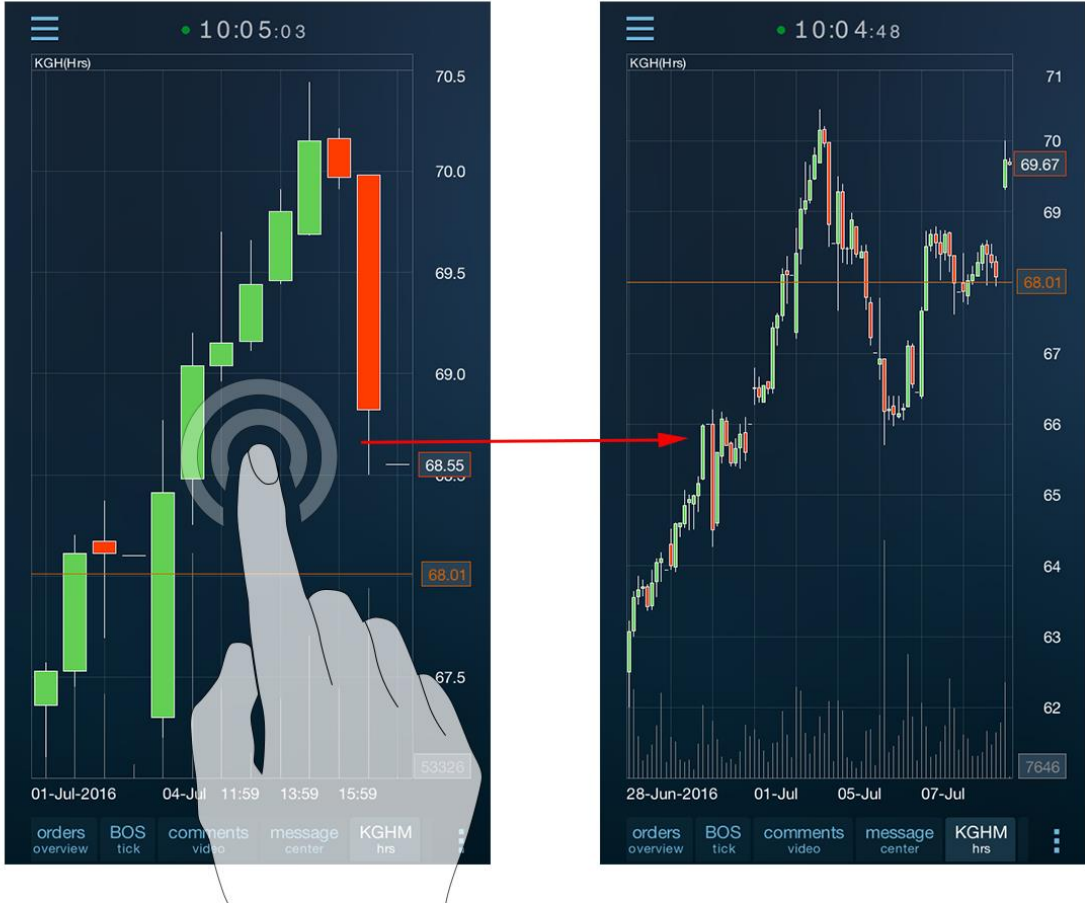 10:05:03
KGH(Hrs)
70.5
70.0
69.5
69.0
68.55
68.5
68.01
67.5
53326
01-Jul-2016 04-Jul 11:59 13:59 15:59
orders BOS comments message KGHM
overview tick video center hrs
10:04:48
KGH(Hrs)
71
70
69.67
69
68.01
67
66
65
64
63
62
7646
28-Jun-2016 01-Jul 05-Jul 07-Jul
orders BOS comments message KGHM
overview tick video center hrs